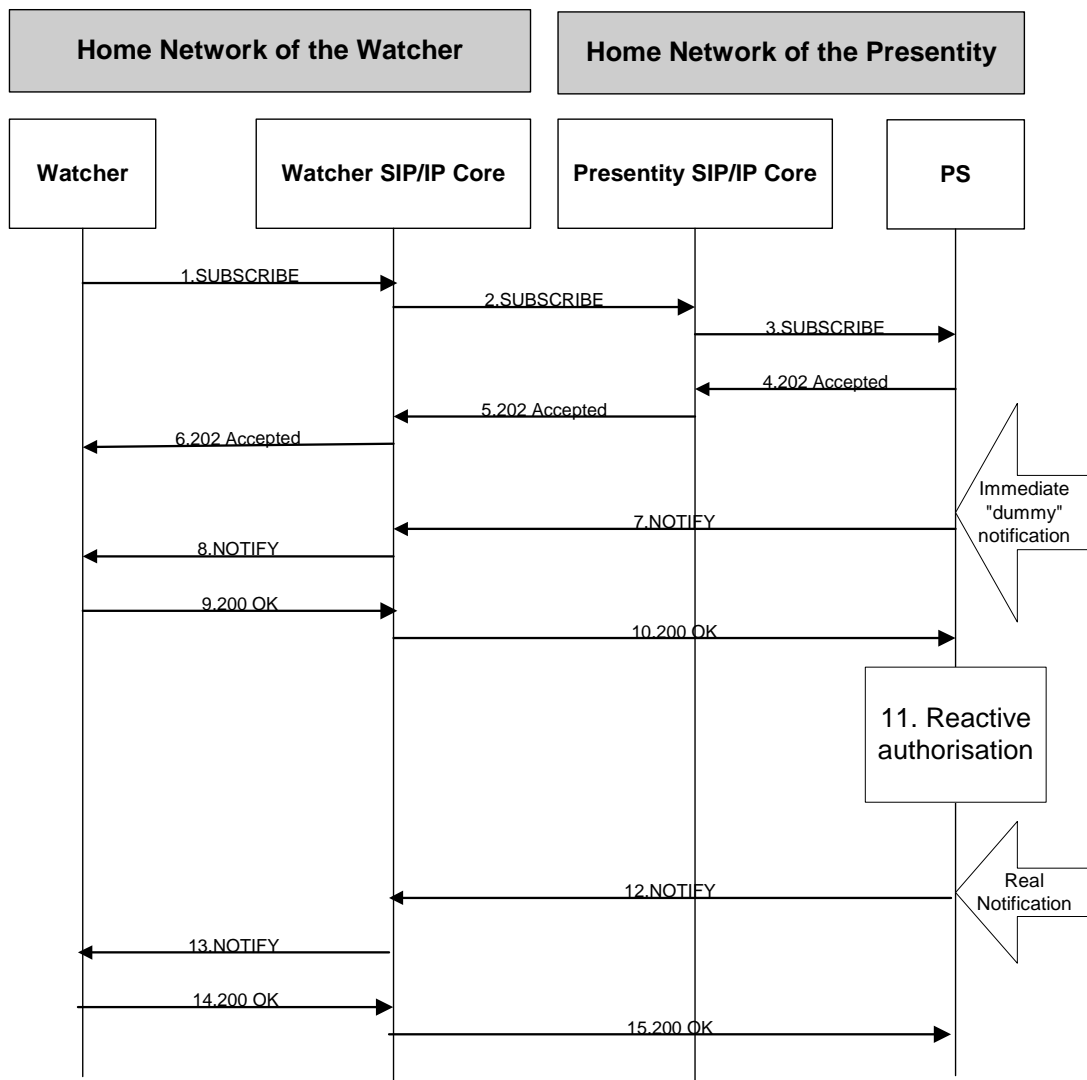 Home Network of the Watcher
Home Network of the Presentity
Watcher
Watcher SIP/IP Core
Presentity SIP/IP Core
PS
1.SUBSCRIBE
2.SUBSCRIBE
3.SUBSCRIBE
4.202 Accepted
5.202 Accepted
6.202 Accepted
Immediate
"dummy"
notification
7.NOTIFY
8.NOTIFY
9.200 OK
10.200 OK
11. Reactive
authorisation
Real
Notification
12.NOTIFY
13.NOTIFY
14.200 OK
15.200 OK